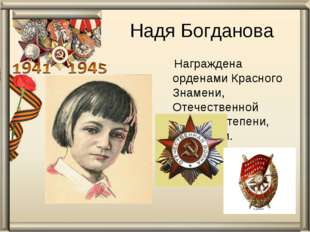 Надя Богданова
1941 1945
Награждена
орденами Красного
Знамени,
Отечественной
степени,